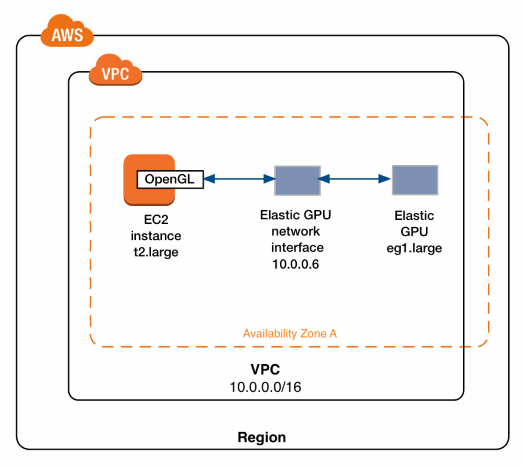 AWS
VPC
OpenGL
EC2
instance
t2.large
Elastic GPU
network
interface
10.0.0.6
Elastic
GPU
eg1.large
Availability Zone A
VPC
10.0.0.0/16
Region